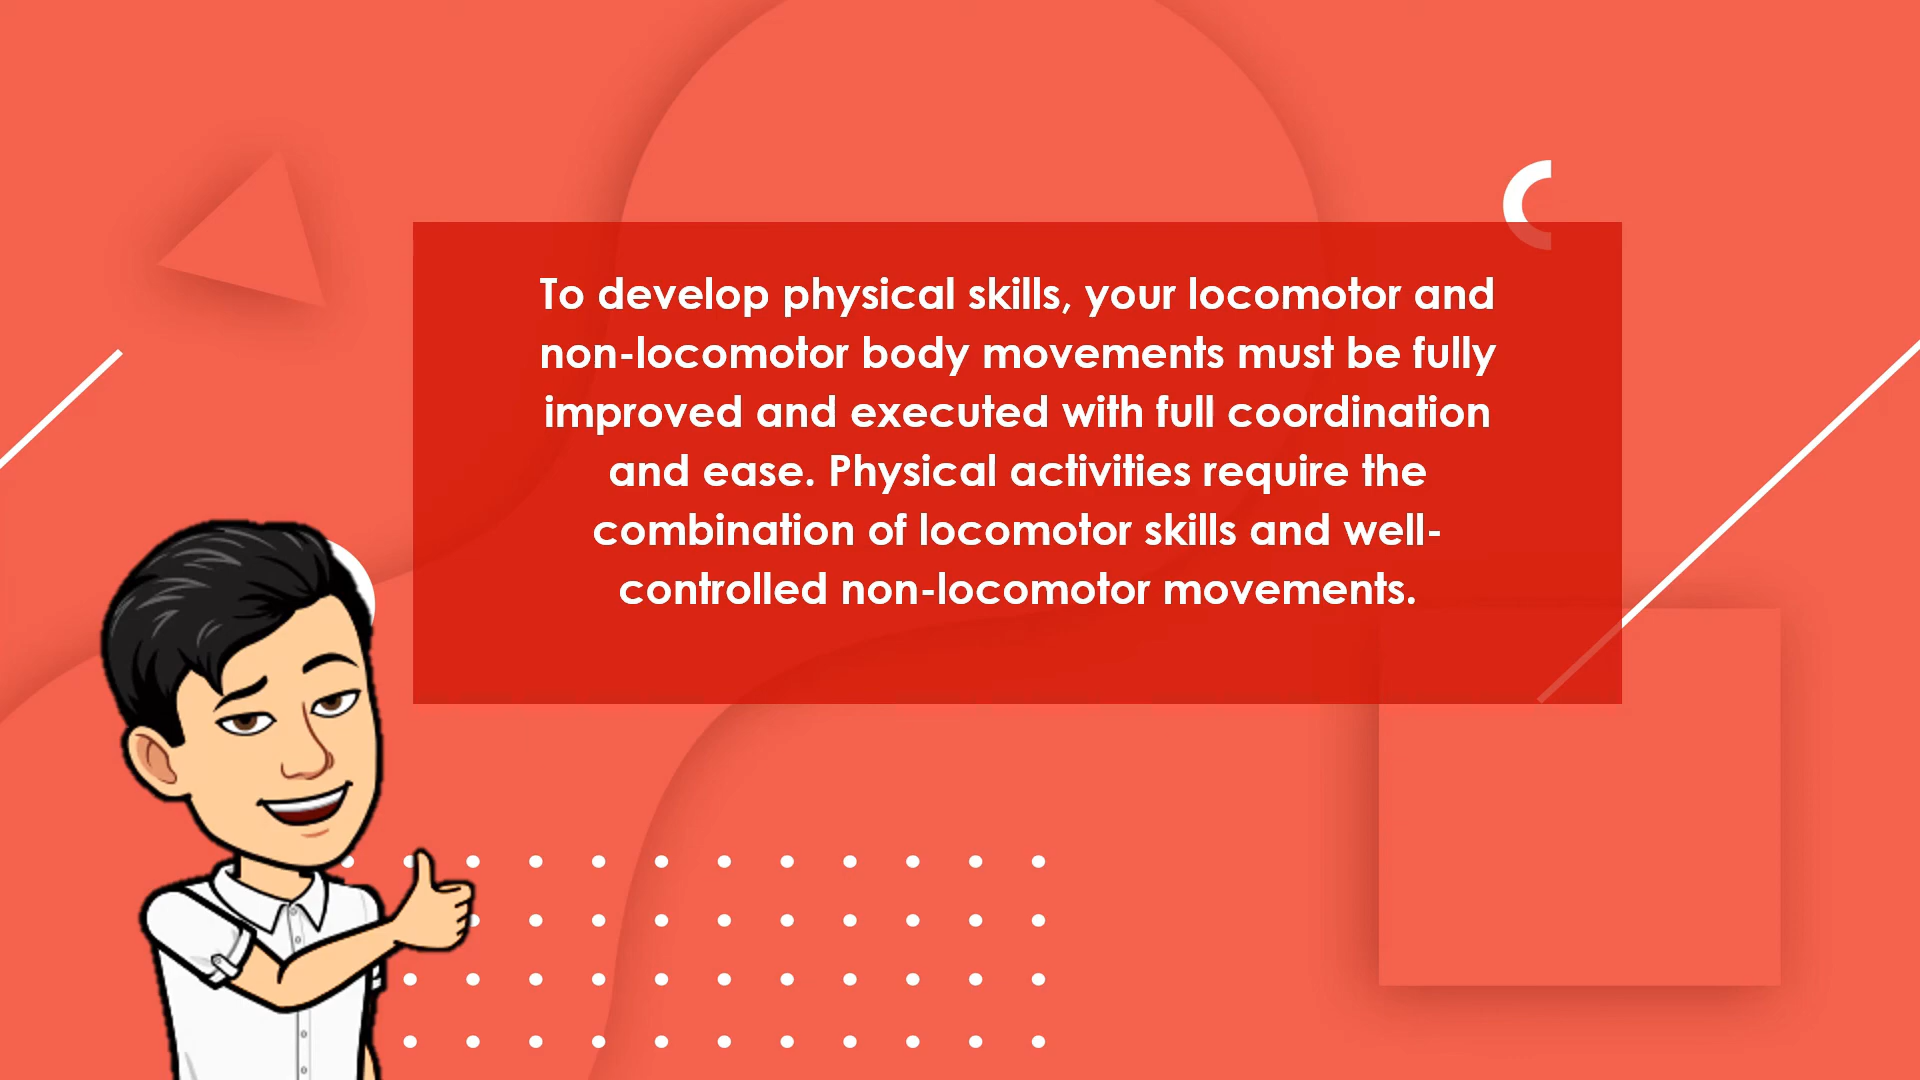 To develop physical skills, your locomotor and
non-locomotor body movements must be fully
improved and executed with full coordination
and ease. Physical activities require the
combination of locomotor skills and well-
controlled non-locomotor movements.